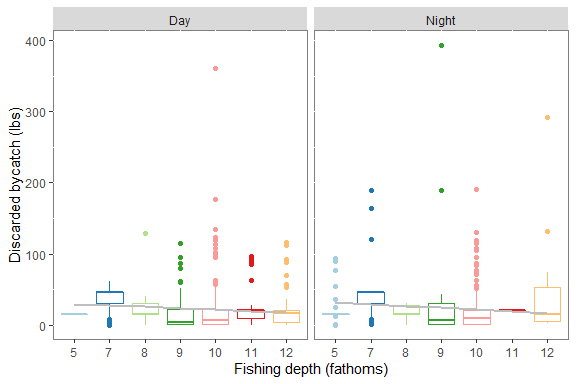 Day Night
400
300
200
100
0
Discarded bycatch (lbs)
5 7 8 9 10 11 12 5 7 8 9 10 11 12
Fishing depth (fathoms)